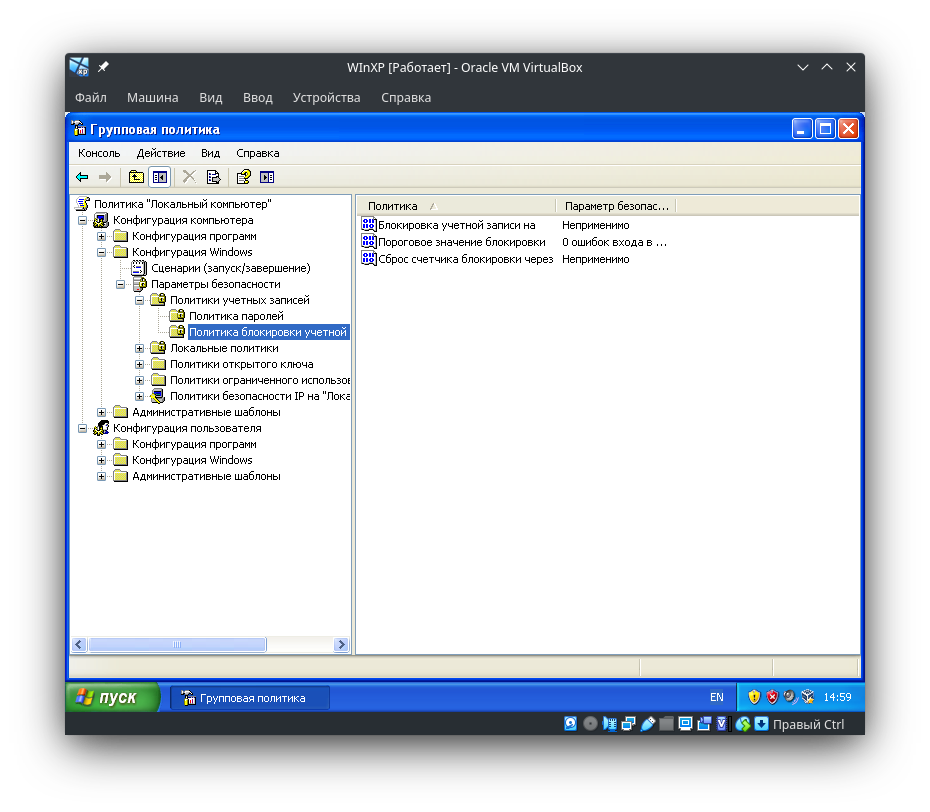 WInXP [Работает] - Oracle VM VirtualBox
Файл Машина Вид Ввод Устройства Справка
Групповая политика
Консоль Действие Вид Справка
Политика "Локальный компьютер"
Конфигурация компьютера
Конфигурация программ
Конфигурация Windows
Сценарии (запуск/завершение)
Параметры безопасности
Политики учетных записей
Политика паролей
Политика блокировки учетной
Локальные политики
Политики открытого ключа
Политики ограниченного использов
Политики безопасности IP на "Лока
Административные шаблоны
Конфигурация пользователя
Конфигурация программ
Конфигурация Windows
Административные шаблоны
Политика Параметр безопас...
Блокировка учетной записи на Неприменимо
Пороговое значение блокировки 0 ошибок входа в ...
Сброс счетчика блокировки через Неприменимо
пуск Групповая политика EN 14:59
Правый Ctrl